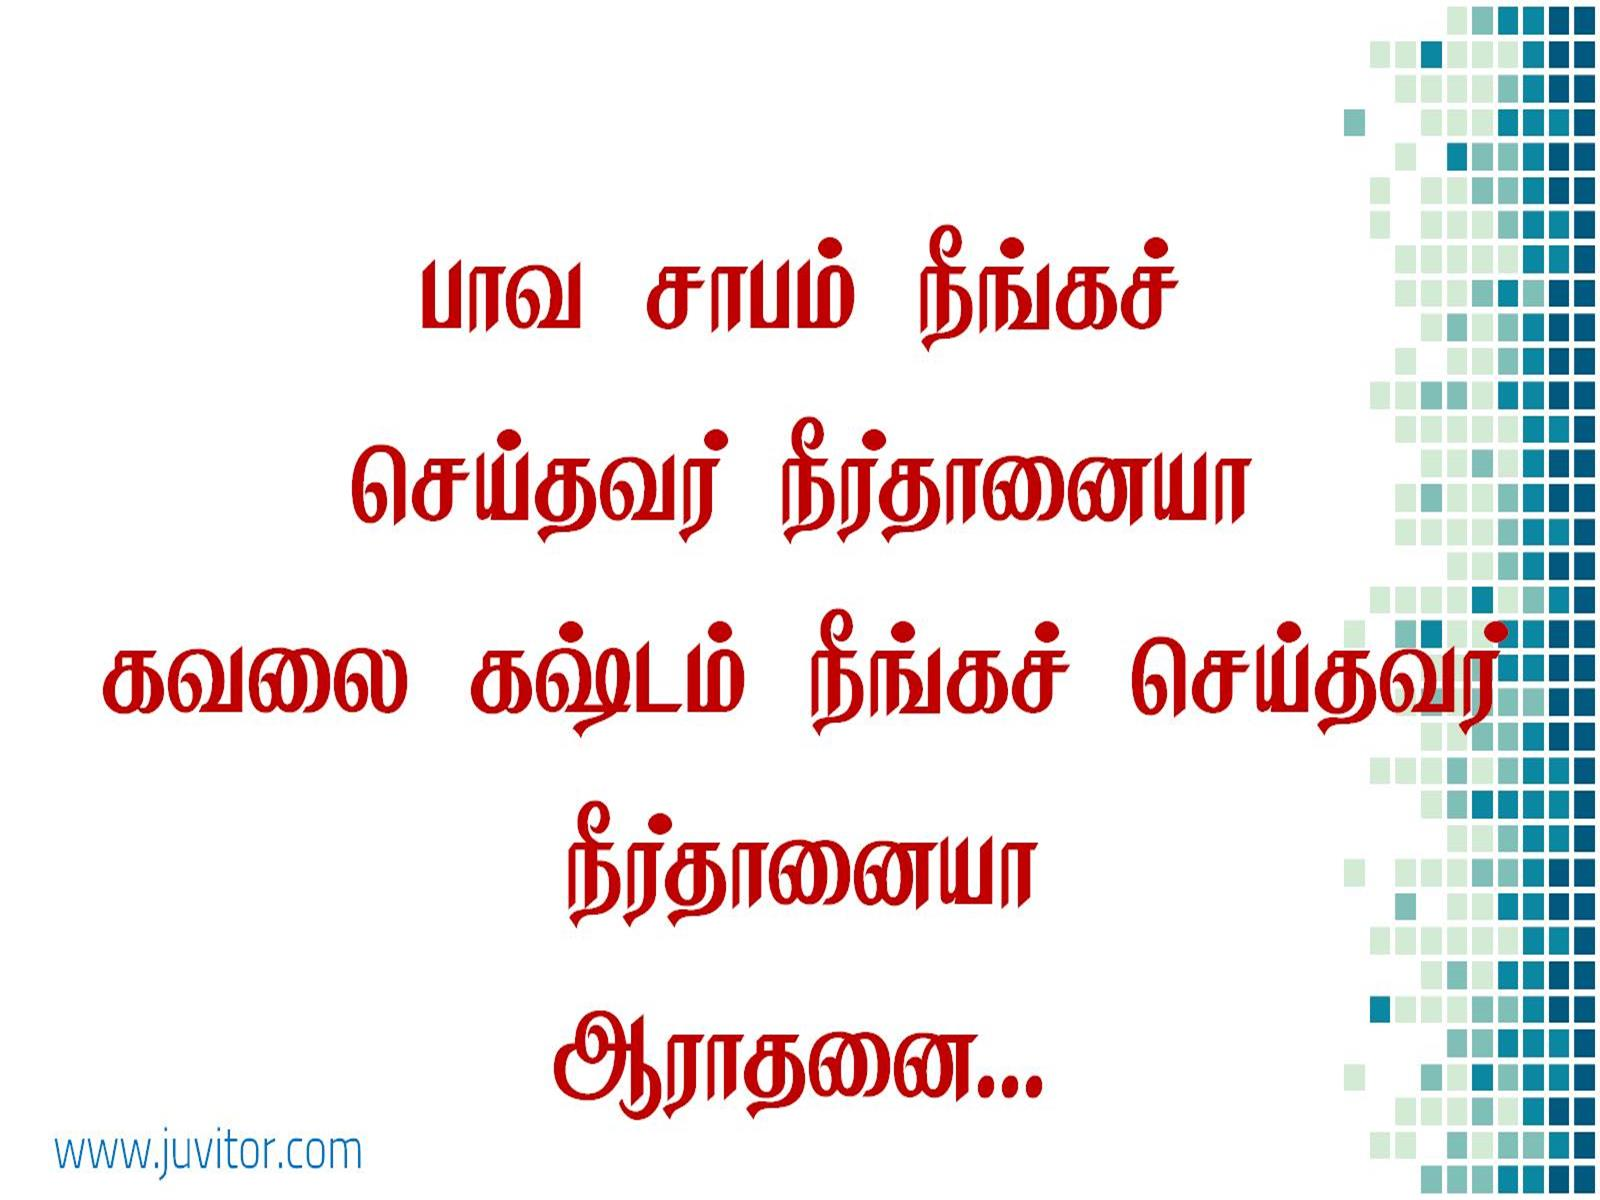 பாவ சாபம் நீங்கச்
செய்தவர் நீர்தானையா
கவலை கஷ்டம் நீங்கச் செய்தவர்
நீர்தானையா
ஆராதனை...
www.juvitor.com